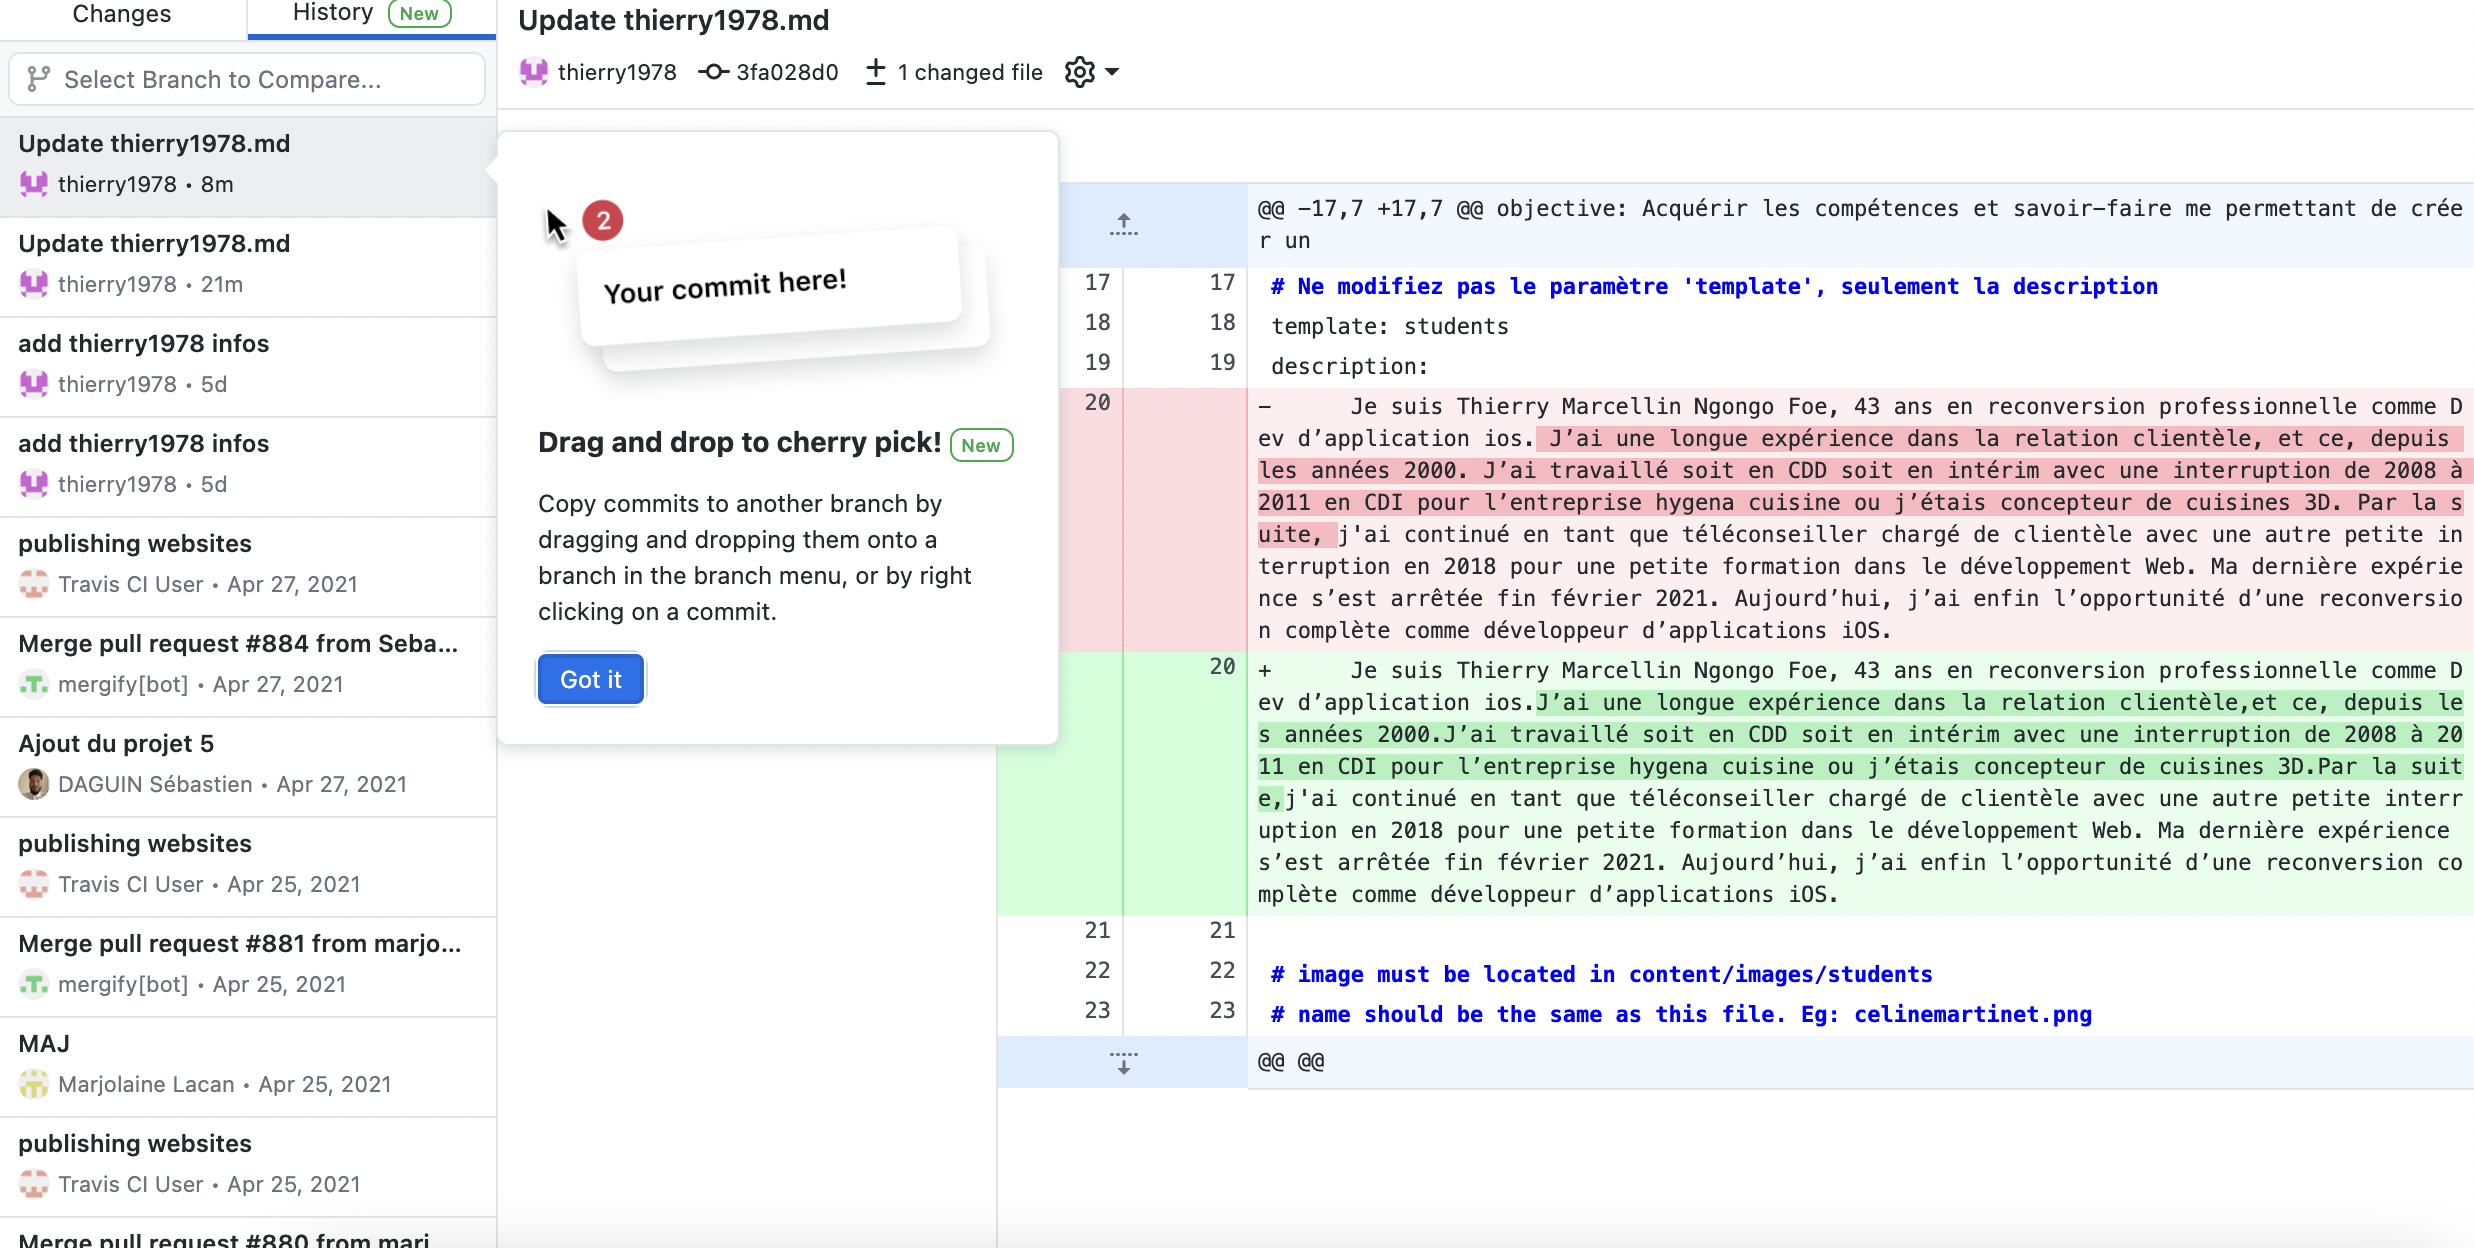 Changes
History New
Select Branch to Compare...
Update thierry1978.md
thierry1978 • 8m
Update thierry1978.md
thierry1978 • 21m
add thierry1978 infos
thierry1978 • 5d
add thierry1978 infos
thierry1978 • 5d
publishing websites
Travis CI User • Apr 27, 2021
Merge pull request #884 from Seba...
mergify[bot] • Apr 27, 2021
Ajout du projet 5
DAGUIN Sébastien • Apr 27, 2021
publishing websites
Travis CI User • Apr 25, 2021
Merge pull request #881 from marjo...
mergify[bot] • Apr 25, 2021
MAJ
Marjolaine Lacan • Apr 25, 2021
publishing websites
Travis CI User • Apr 25, 2021
Merge pull request #880 from mari
Update thierry1978.md
thierry1978 3fa028d0 1 changed file
2
Your commit here!
Drag and drop to cherry pick! New
Copy commits to another branch by
dragging and dropping them onto a
branch in the branch menu, or by right
clicking on a commit.
Got it
@@ -17,7 +17,7 @@ objective: Acquérir les compétences et savoir-faire me permettant de crée
r un
17 17 # Ne modifiez pas le paramètre 'template', seulement la description
18 18 template: students
19 19 description:
20 - Je suis Thierry Marcellin Ngongo Foe, 43 ans en reconversion professionnelle comme D
ev d’application ios. J’ai une longue expérience dans la relation clientèle, et ce, depuis
les années 2000. J’ai travaillé soit en CDD soit en intérim avec une interruption de 2008 à
2011 en CDI pour l’entreprise hygena cuisine ou j’étais concepteur de cuisines 3D. Par la s
uite, j'ai continué en tant que téléconseiller chargé de clientèle avec une autre petite in
terruption en 2018 pour une petite formation dans le développement Web. Ma dernière expérie
nce s’est arrêtée fin février 2021. Aujourd’hui, j’ai enfin l’opportunité d’une reconversio
n complète comme développeur d’applications iOS.
20 + Je suis Thierry Marcellin Ngongo Foe, 43 ans en reconversion professionnelle comme D
ev d’application ios.J’ai une longue expérience dans la relation clientèle,et ce, depuis le
s années 2000.J’ai travaillé soit en CDD soit en intérim avec une interruption de 2008 à 20
11 en CDI pour l’entreprise hygena cuisine ou j’étais concepteur de cuisines 3D.Par la suit
e,j'ai continué en tant que téléconseiller chargé de clientèle avec une autre petite interr
uption en 2018 pour une petite formation dans le développement Web. Ma dernière expérience
s’est arrêtée fin février 2021. Aujourd’hui, j’ai enfin l’opportunité d’une reconversion co
mplète comme développeur d’applications iOS.
21 21
22 22 # image must be located in content/images/students
23 23 # name should be the same as this file. Eg: celinemartinet.png
@@ @@